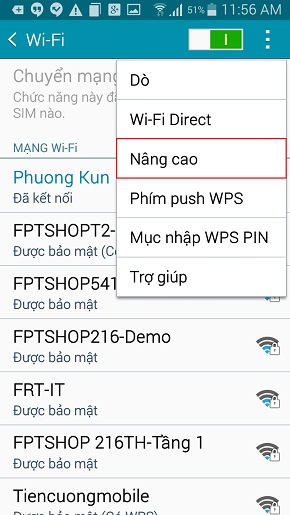 51% 11:56 AM
Wi-Fi
Chuyển mạng
Chức năng này đã
SIM nào.
MẠNG Wi-Fi
Phuong Kun
Đã kết nối
FPTSHOPT2-
Được bảo mật (Có
FPTSHOP541
Được bảo mật
FPTSHOP216-Demo
Được bảo mật
FRT-IT
Được bảo mật
FPTSHOP 216TH-Tầng 1
Được bảo mật
Tiencuongmobile
Được bảo mật (Có WPS)
Dò
Wi-Fi Direct
Nâng cao
Phím push WPS
Mục nhập WPS PIN
Trợ giúp